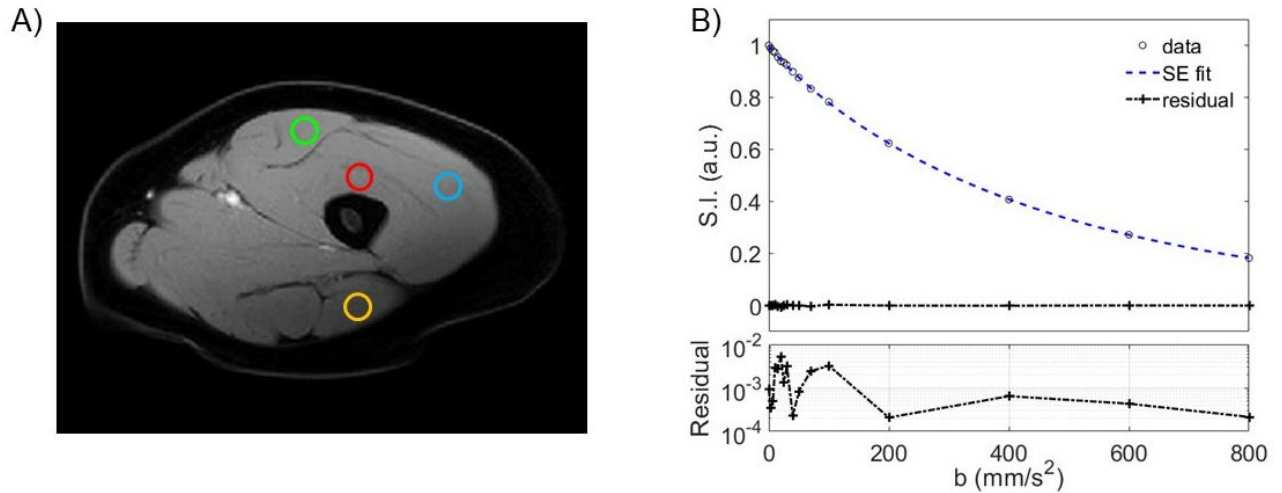 A)
B)
S.I. (a.u.)
1
0.8
0.6
0.4
0.2
0
data
SE fit
residual
Residual
10⁻²
10⁻³
10⁻⁴
0 200 400 600 800
b (mm/s²)